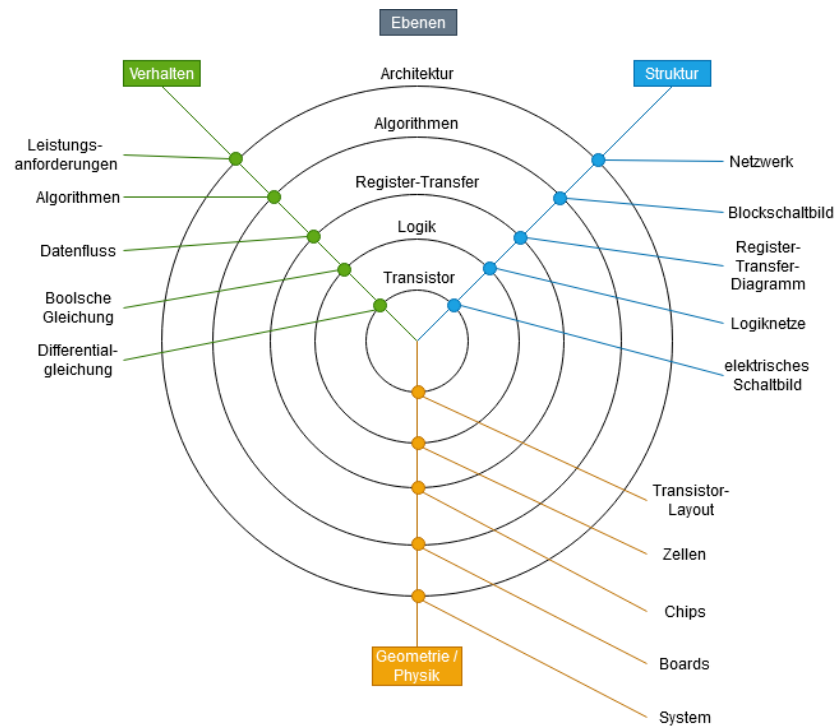 Ebenen
Verhalten
Struktur
Architektur
Algorithmen
Register-Transfer
Logik
Transistor
Leistungs-
anforderungen
Algorithmen
Datenfluss
Boolsche
Gleichung
Differential-
gleichung
Netzwerk
Blockschaltbild
Register-
Transfer-
Diagramm
Logiknetze
elektrisches
Schaltbild
Transistor-
Layout
Zellen
Chips
Boards
System
Geometrie /
Physik